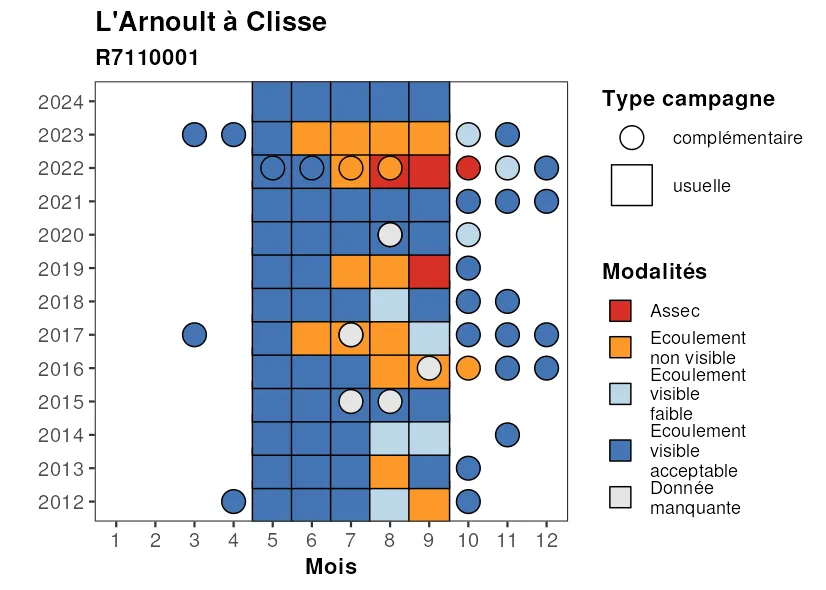 L'Arnoult à Clisse
R7110001
2024
2023
2022
2021
2020
2019
2018
2017
2016
2015
2014
2013
2012
1 2 3 4 5 6 7 8 9 10 11 12
Mois
Type campagne
complémentaire
usuelle
Modalités
Assec
Ecoulement
non visible
Ecoulement
visible
faible
Ecoulement
visible
acceptable
Donnée
manquante